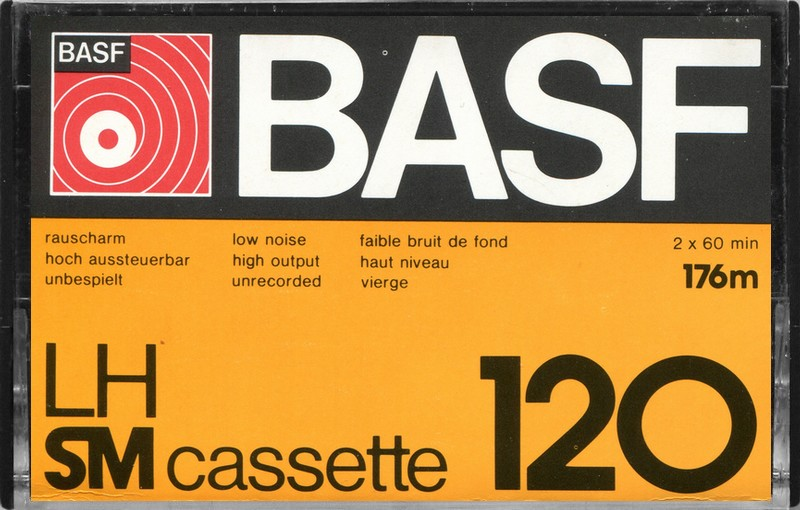 BASF
BASF
rauscharm
hoch aussteuerbar
unbespielt
low noise
high output
unrecorded
faible bruit de fond
haut niveau
vierge
2 x 60 min
176m
LH
SM cassette
120